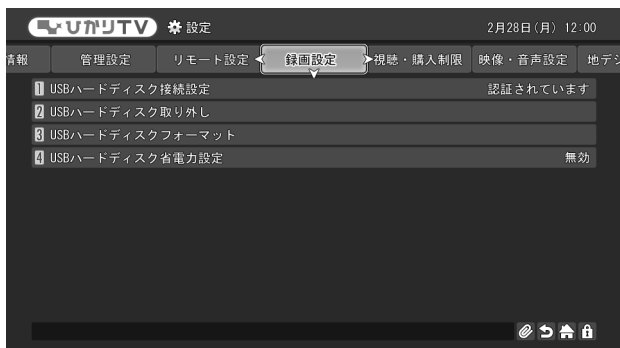 ひかりTV 設定 2月28日(月) 12:00
情報 管理設定 リモート設定 録画設定 視聴・購入制限 映像・音声設定 地デジ
1 USBハードディスク接続設定 認証されています
2 USBハードディスク取り外し
3 USBハードディスクフォーマット
4 USBハードディスク省電力設定 無効